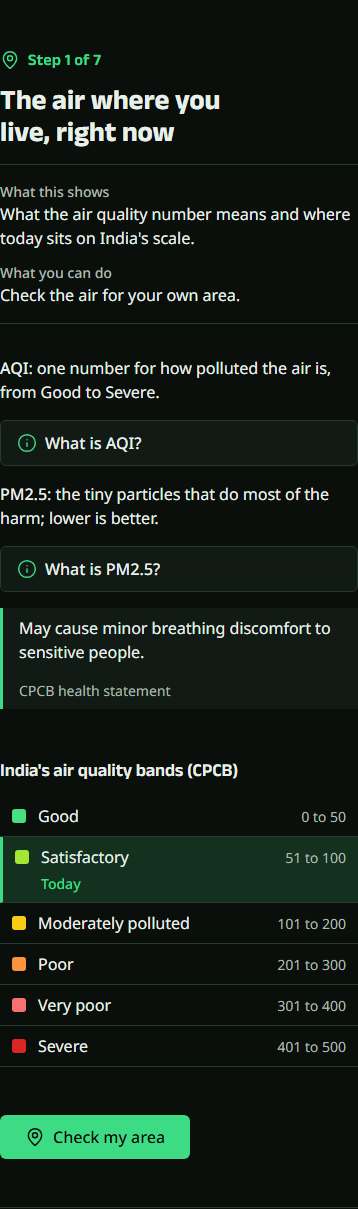 Step 1 of 7
The air where you
live, right now
What this shows
What the air quality number means and where
today sits on India's scale.
What you can do
Check the air for your own area.
AQI: one number for how polluted the air is,
from Good to Severe.
What is AQI?
PM2.5: the tiny particles that do most of the
harm; lower is better.
What is PM2.5?
May cause minor breathing discomfort to
sensitive people.
CPCB health statement
India's air quality bands (CPCB)
Good 0 to 50
Satisfactory 51 to 100
Today
Moderately polluted 101 to 200
Poor 201 to 300
Very poor 301 to 400
Severe 401 to 500
Check my area